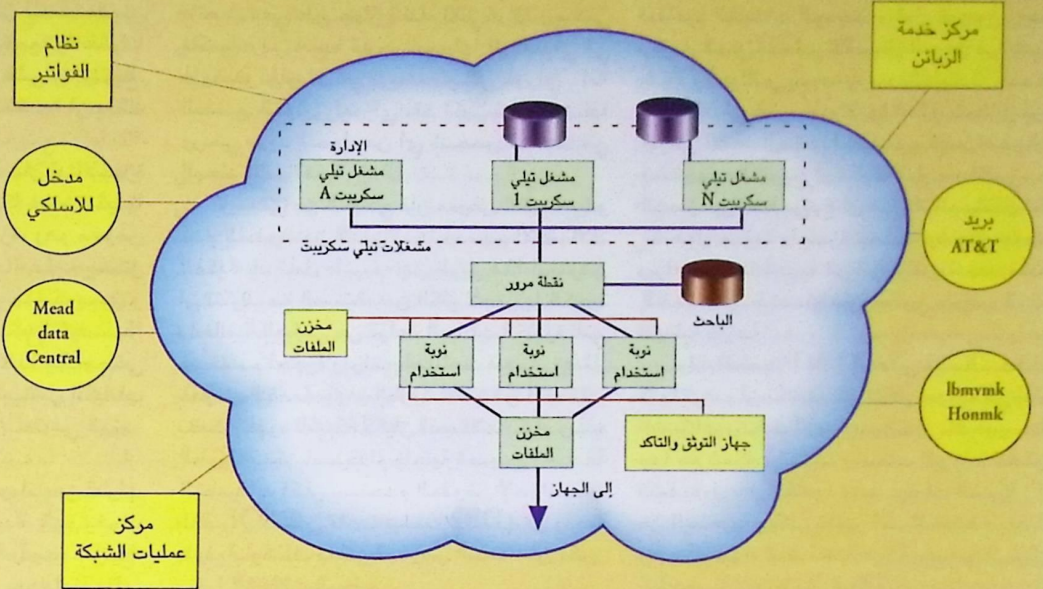 نظام
الفواتير
مركز خدمة
الزبائن
مدخل
للاسلكي
Mead
data
Central
مركز
عمليات الشبكة
بريد
AT&T
Ibmvmk
Honmk
الإدارة
مشغل تيلي
سكريبت A
مشغل تيلي
سكريبت 1
مشغل تيلي
سكريبت N
مشغلات تيلي سكريبت
نقطة مرور
الباحث
مخزن
الملفات
نوبة
استخدام
نوبة
استخدام
نوبة
استخدام
مخزن
الملفات
جهاز التوثق والتاكد
إلى الجهاز